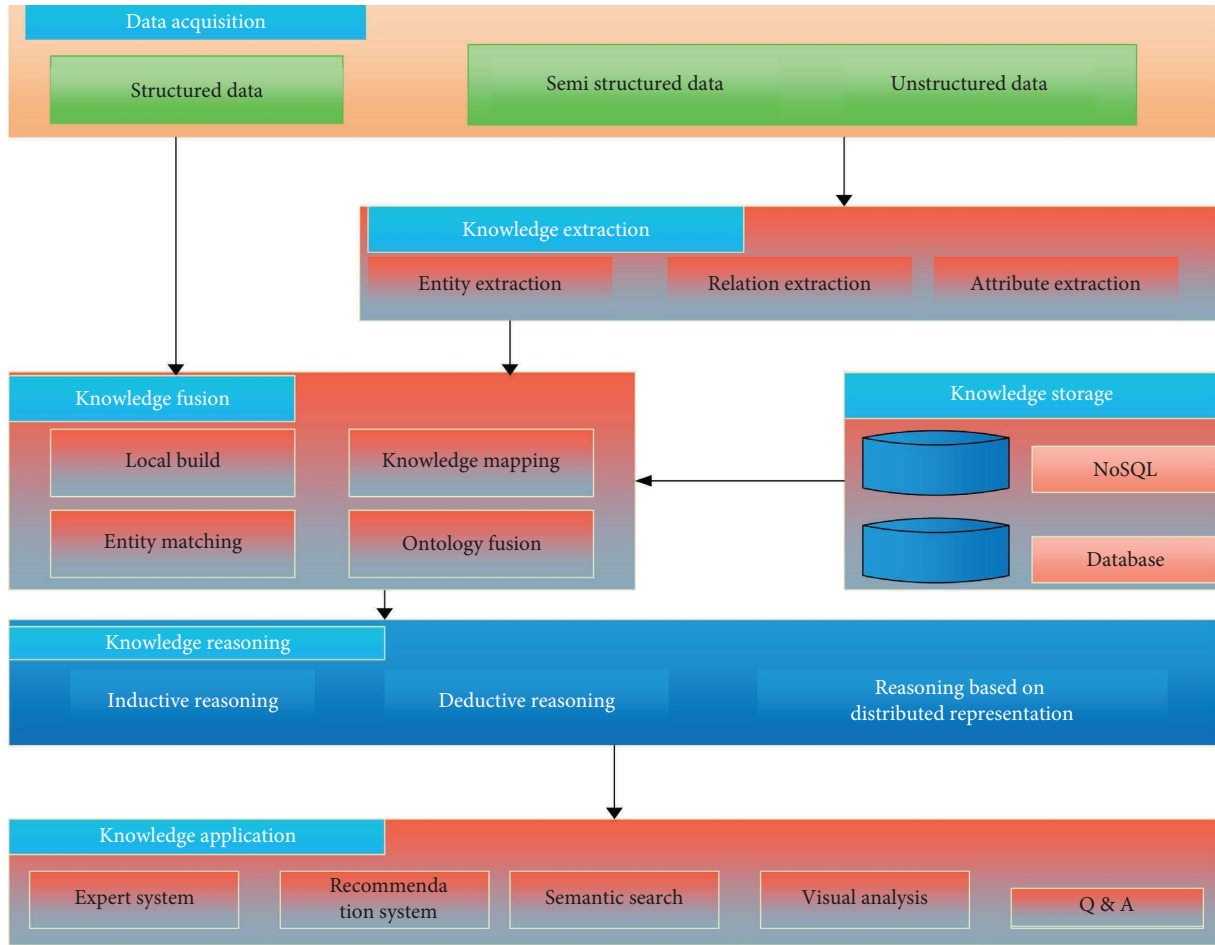 Data acquisition
Structured data
Semi structured data
Unstructured data
Knowledge extraction
Entity extraction
Relation extraction
Attribute extraction
Knowledge fusion
Local build
Knowledge mapping
Entity matching
Ontology fusion
Knowledge storage
NoSQL
Database
Knowledge reasoning
Inductive reasoning
Deductive reasoning
Reasoning based on
distributed representation
Knowledge application
Expert system
Recommenda
tion system
Semantic search
Visual analysis
Q & A